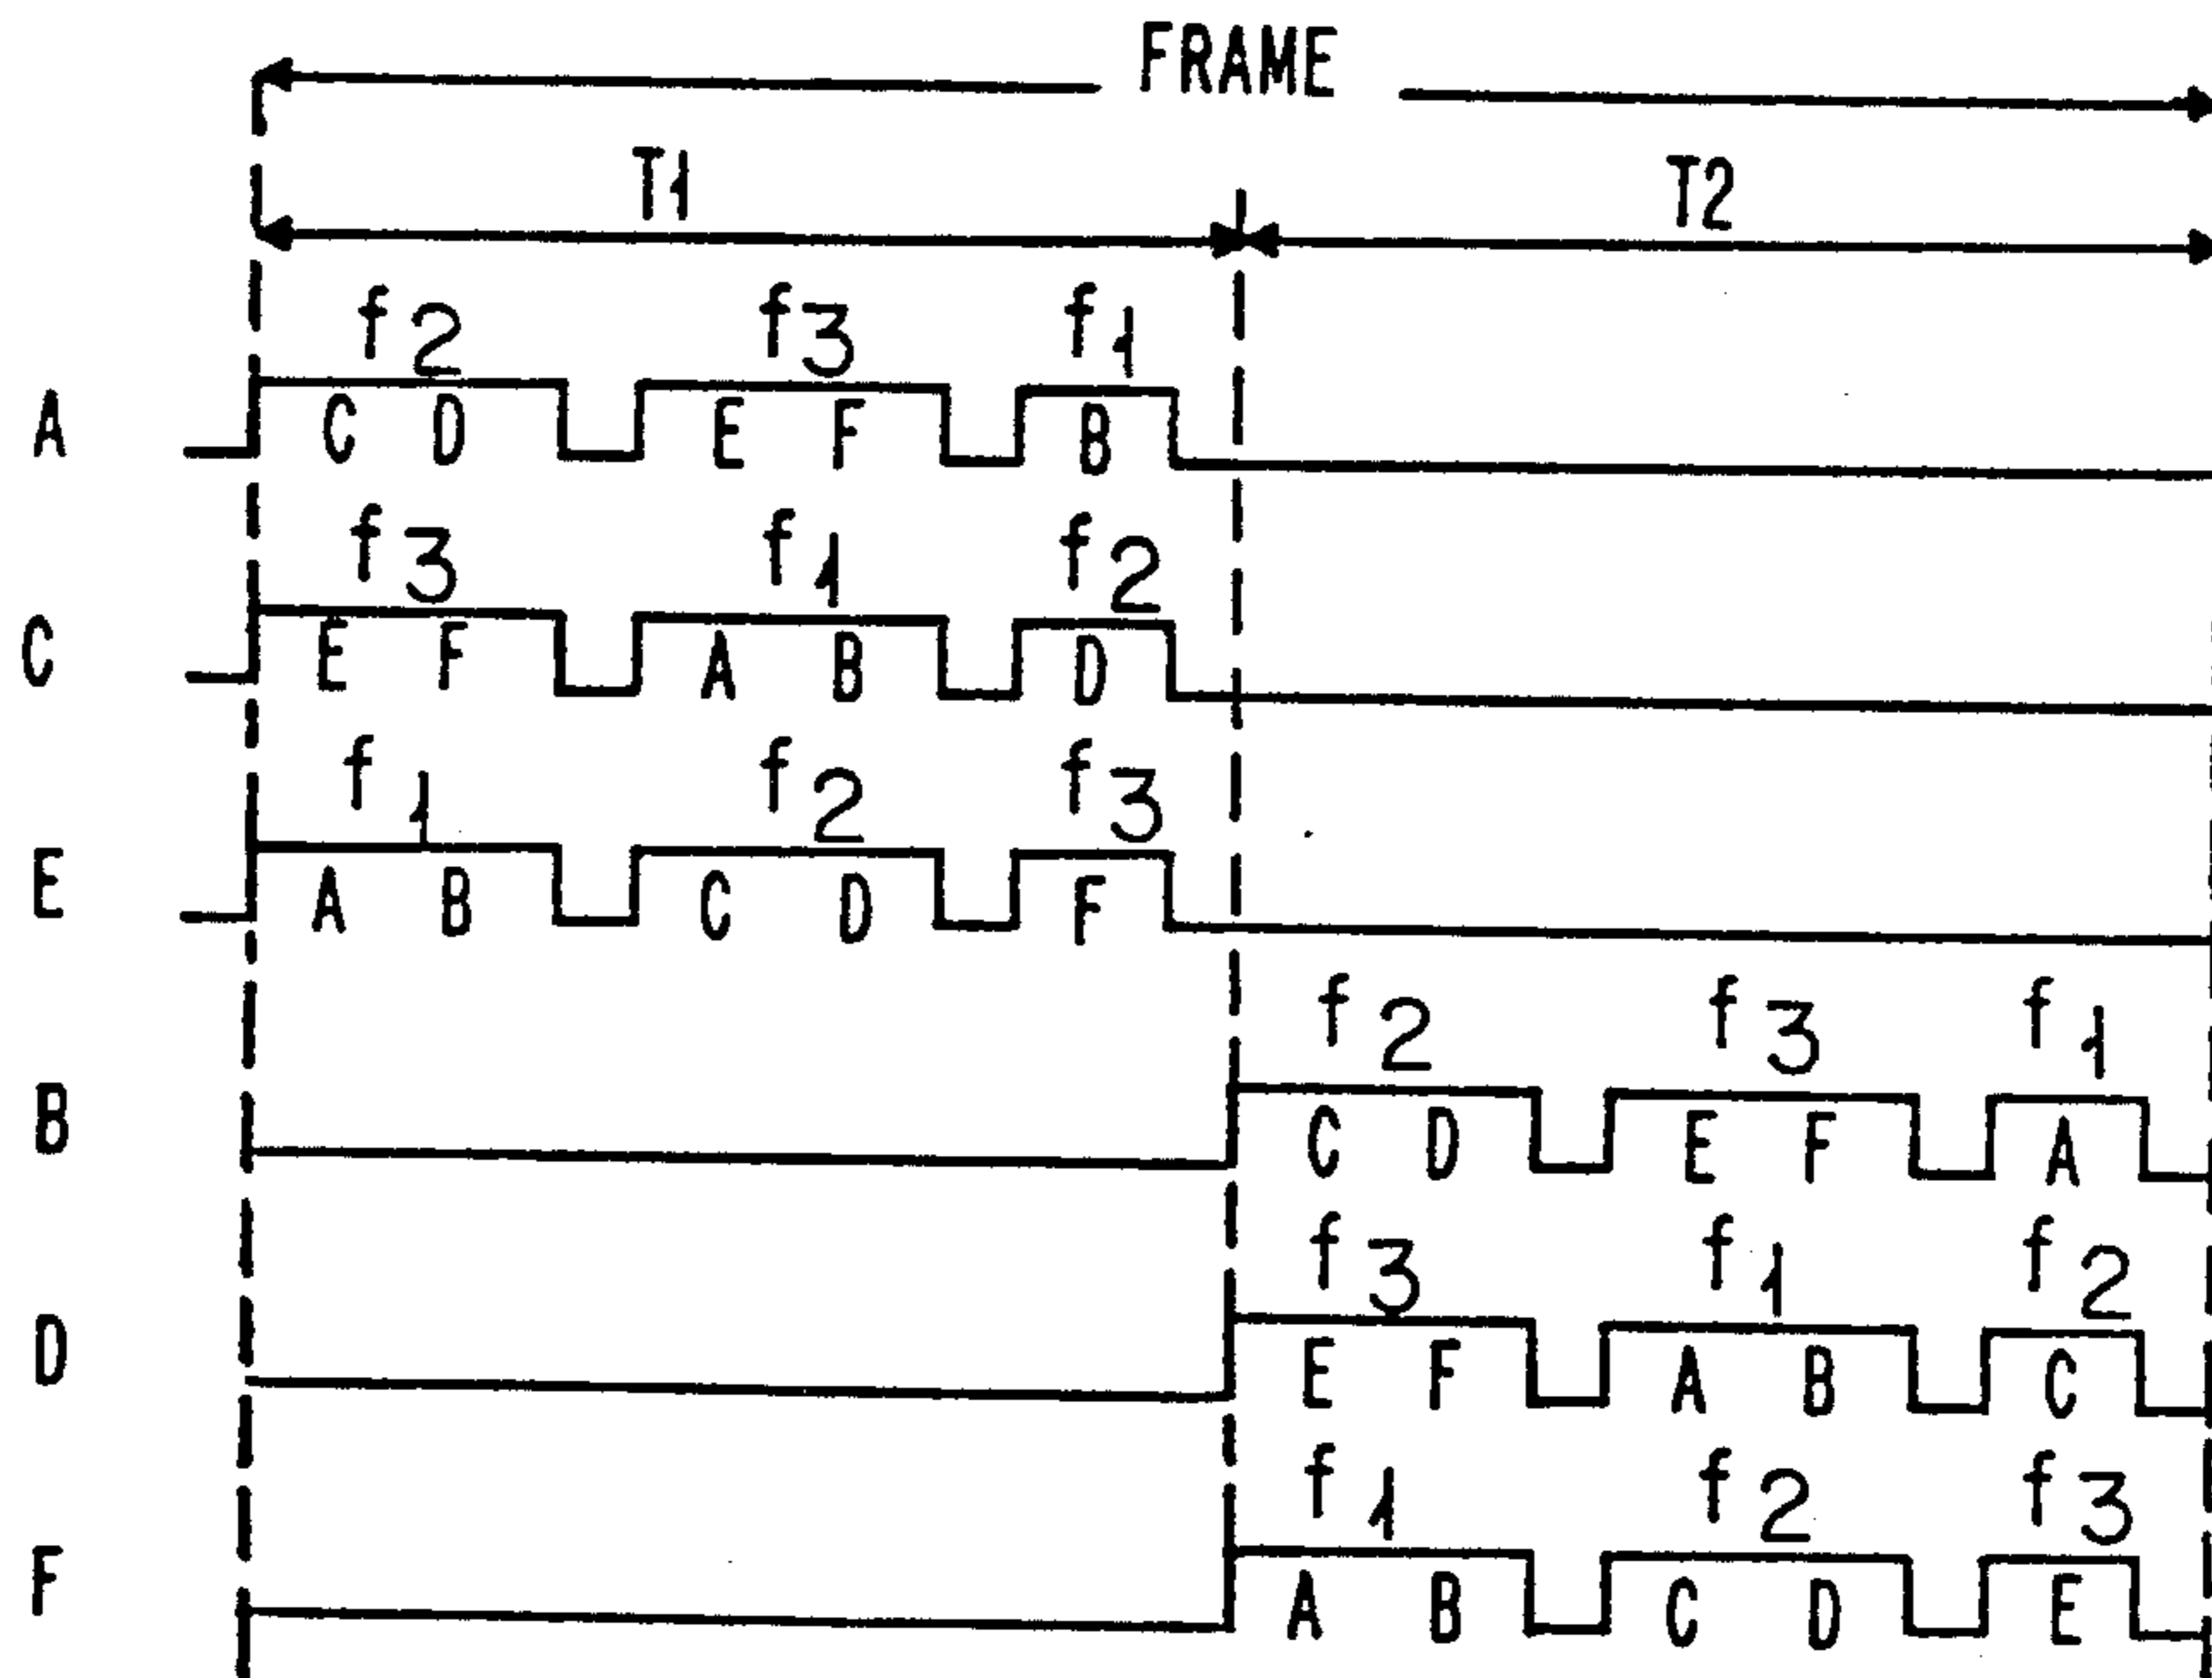 FRAME
T1 T2
f2 f3 f1
A C D E F B
f3 f1 f2
C E F A B D
f1 f2 f3
E A B C D F
f2 f3 f1
B C D E F A
f3 f1 f2
D E F A B C
f1 f2 f3
F A B C D E